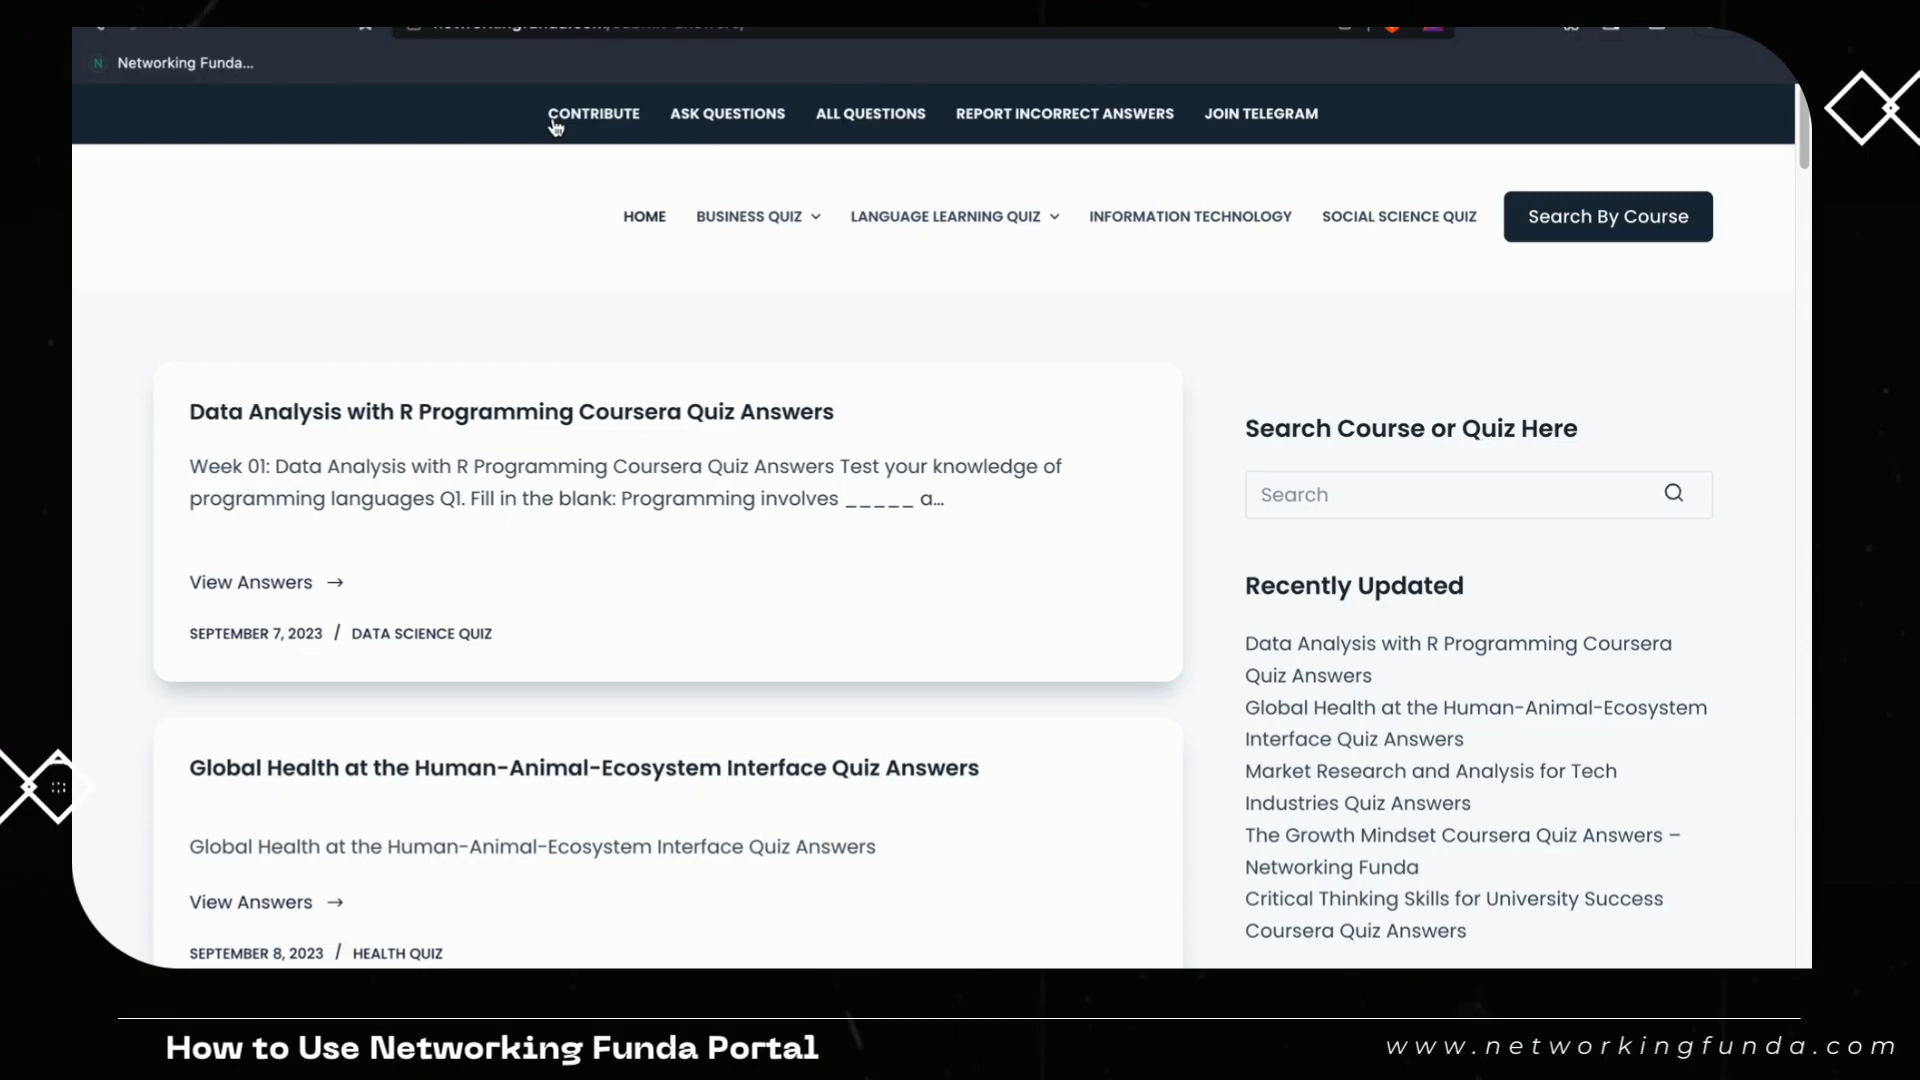 Networking Funda...
CONTRIBUTE ASK QUESTIONS ALL QUESTIONS REPORT INCORRECT ANSWERS JOIN TELEGRAM
HOME BUSINESS QUIZ LANGUAGE LEARNING QUIZ INFORMATION TECHNOLOGY SOCIAL SCIENCE QUIZ Search By Course
Data Analysis with R Programming Coursera Quiz Answers
Week 01: Data Analysis with R Programming Coursera Quiz Answers Test your knowledge of
programming languages Q1. Fill in the blank: Programming involves _____ a...
View Answers →
SEPTEMBER 7, 2023 / DATA SCIENCE QUIZ
Global Health at the Human-Animal-Ecosystem Interface Quiz Answers
Global Health at the Human-Animal-Ecosystem Interface Quiz Answers
View Answers →
SEPTEMBER 8, 2023 / HEALTH QUIZ
Search Course or Quiz Here
Search
Recently Updated
Data Analysis with R Programming Coursera
Quiz Answers
Global Health at the Human-Animal-Ecosystem
Interface Quiz Answers
Market Research and Analysis for Tech
Industries Quiz Answers
The Growth Mindset Coursera Quiz Answers –
Networking Funda
Critical Thinking Skills for University Success
Coursera Quiz Answers
How to Use Networking Funda Portal
www.networkingfunda.com